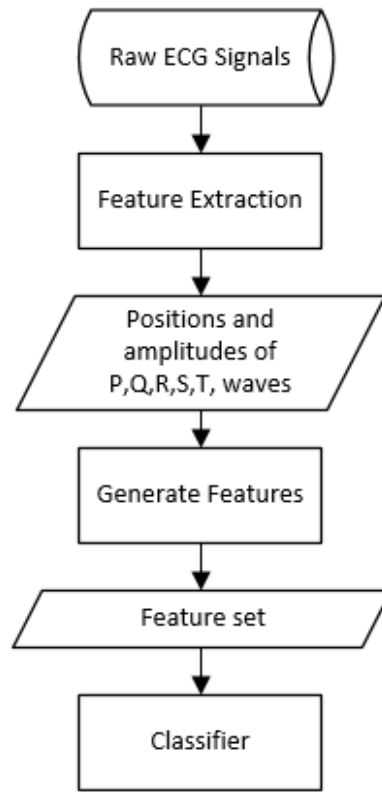 Raw ECG Signals
Feature Extraction
Positions and
amplitudes of
P,Q,R,S,T, waves
Generate Features
Feature set
Classifier